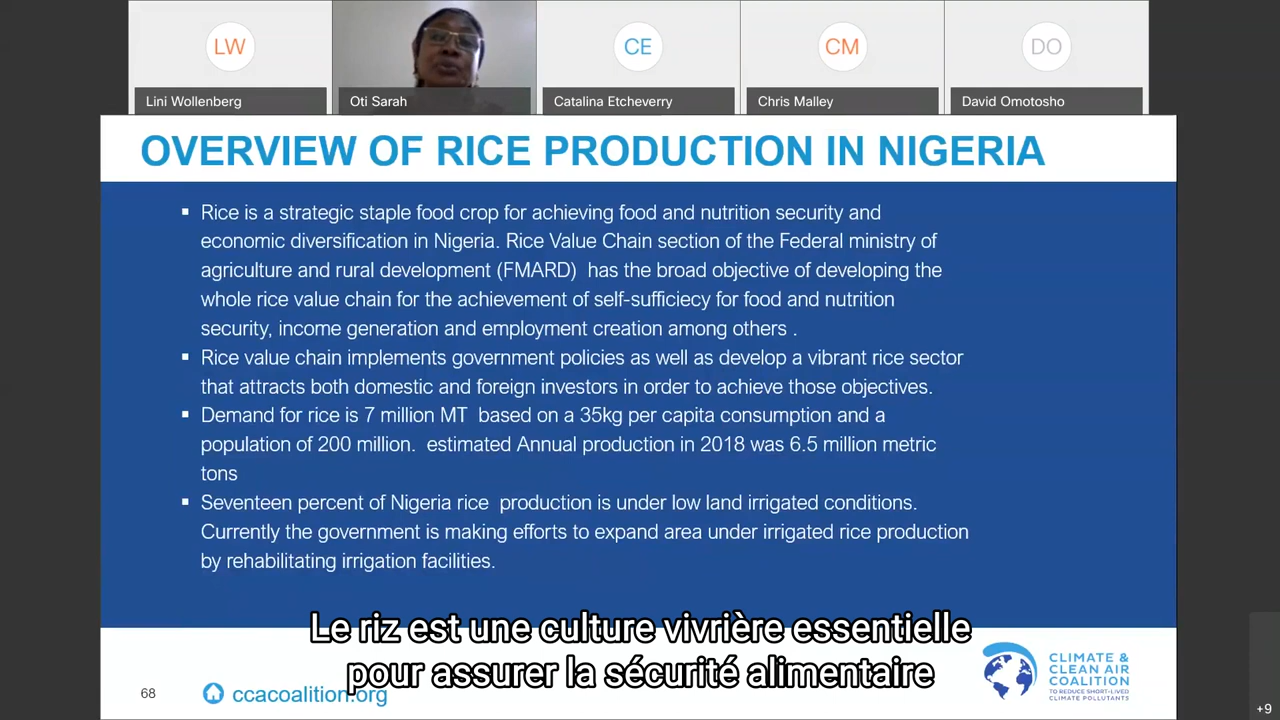 LW
CE
CM
DO
Lini Wollenberg
Oti Sarah
Catalina Etcheverry
Chris Malley
David Omotosho
OVERVIEW OF RICE PRODUCTION IN NIGERIA
▪ Rice is a strategic staple food crop for achieving food and nutrition security and
economic diversification in Nigeria. Rice Value Chain section of the Federal ministry of
agriculture and rural development (FMARD) has the broad objective of developing the
whole rice value chain for the achievement of self-sufficiecy for food and nutrition
security, income generation and employment creation among others .
▪ Rice value chain implements government policies as well as develop a vibrant rice sector
that attracts both domestic and foreign investors in order to achieve those objectives.
▪ Demand for rice is 7 million MT based on a 35kg per capita consumption and a
population of 200 million. estimated Annual production in 2018 was 6.5 million metric
tons
▪ Seventeen percent of Nigeria rice production is under low land irrigated conditions.
Currently the government is making efforts to expand area under irrigated rice production
by rehabilitating irrigation facilities.
Le riz est une culture vivrière essentielle
pour assurer la sécurité alimentaire
68
ccacoalition.org
CLIMATE &
CLEAN AIR
COALITION
TO REDUCE SHORT-LIVED
CLIMATE POLLUTANTS
+9